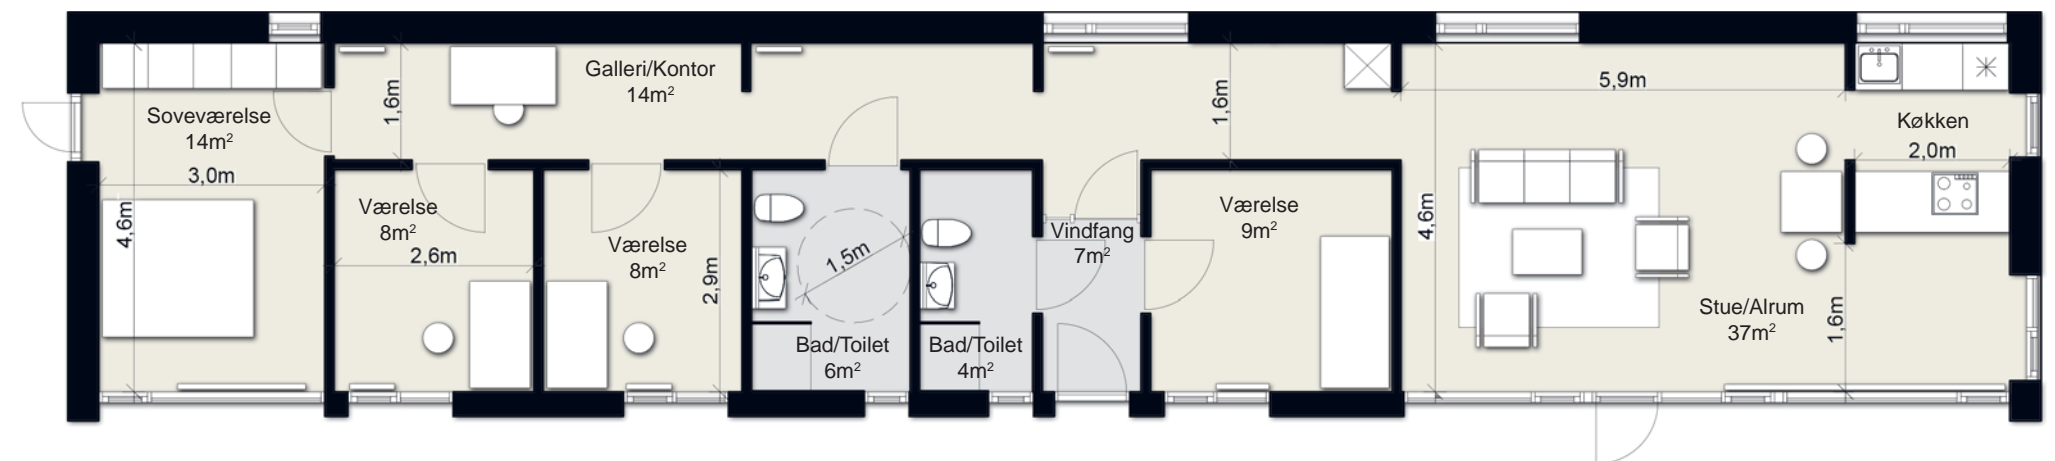 Soveværelse
14m²
3,0m
4,6m
1,6m
Galleri/Kontor
14m²
Værelse
8m²
2,6m
Værelse
8m²
2,9m
1,5m
Bad/Toilet
6m²
Bad/Toilet
4m²
Vindfang
7m²
1,6m
Værelse
9m²
5,9m
4,6m
Køkken
2,0m
Stue/Alrum
37m²
1,6m